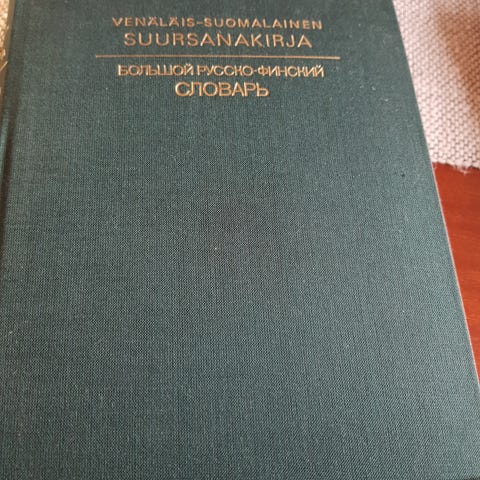 VENÄLÄIS-SUOMALAINEN
SUURSANAKIRJA
БОЛЬШОЙ РУССКО-ФИНСКИЙ
СЛОВАРЬ